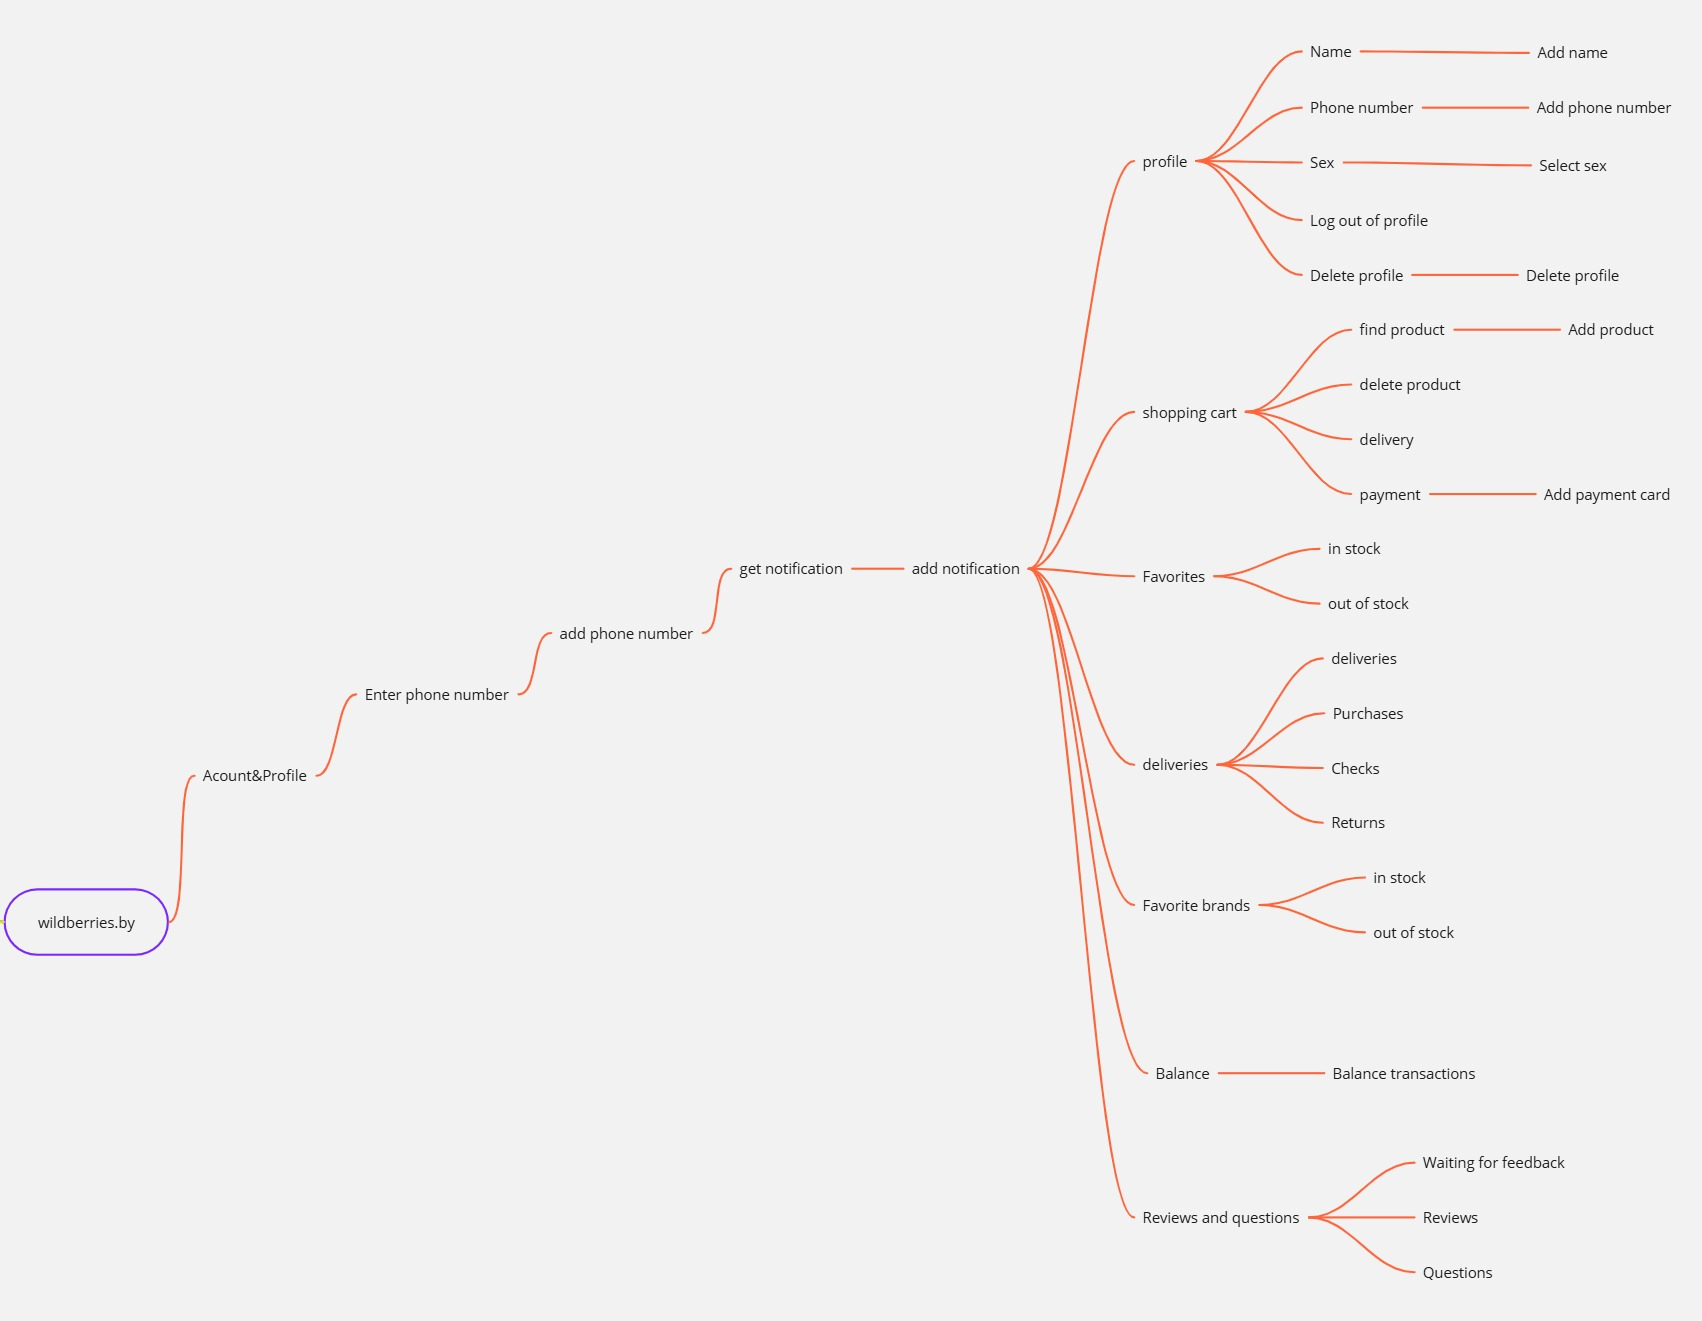 wildberries.by
Acount&Profile
Enter phone number
add phone number
get notification
add notification
profile
Name
Add name
Phone number
Add phone number
Sex
Select sex
Log out of profile
Delete profile
Delete profile
shopping cart
find product
Add product
delete product
delivery
payment
Add payment card
Favorites
in stock
out of stock
deliveries
deliveries
Purchases
Checks
Returns
Favorite brands
in stock
out of stock
Balance
Balance transactions
Reviews and questions
Waiting for feedback
Reviews
Questions